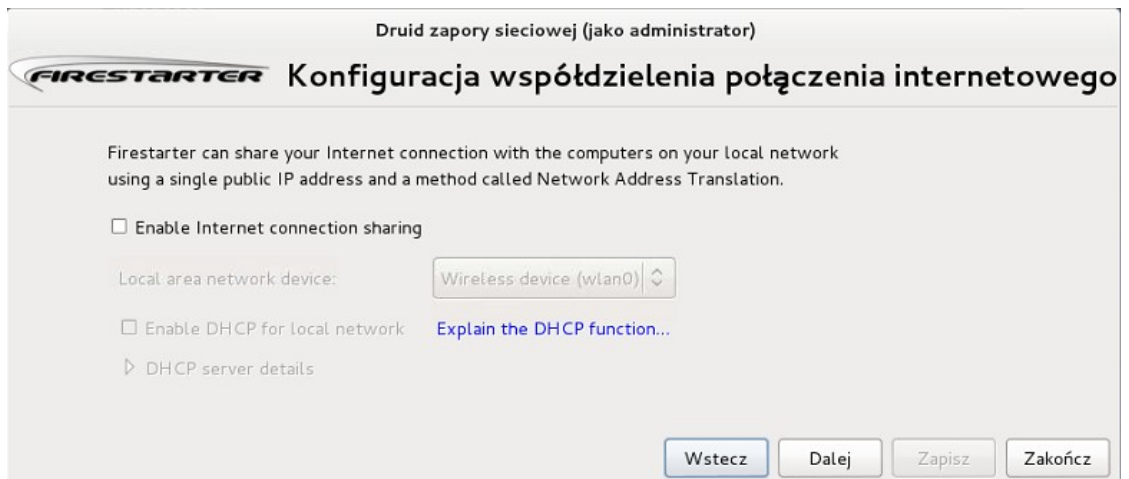 Druid zapory sieciowej (jako administrator)
FIRESTARTER Konfiguracja współdzielenia połączenia internetowego
Firestarter can share your Internet connection with the computers on your local network
using a single public IP address and a method called Network Address Translation.
Enable Internet connection sharing
Local area network device: Wireless device (wlan0)
Enable DHCP for local network Explain the DHCP function...
DHCP server details
Wstecz Dalej Zapisz Zakończ